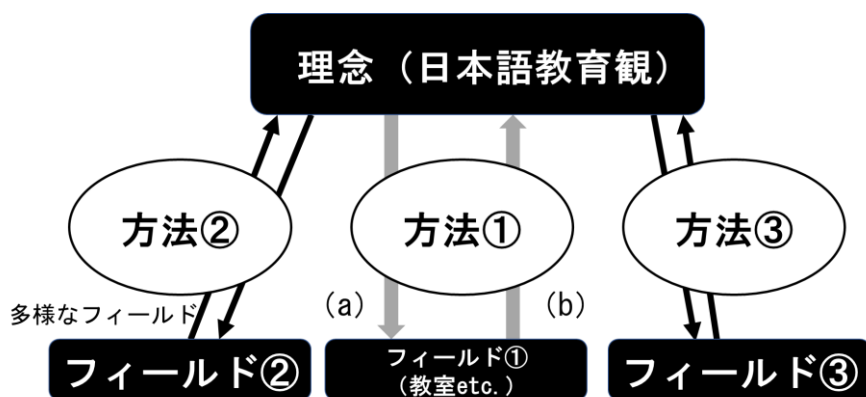 理念（日本語教育観）
方法②
方法①
方法③
多様なフィールド
(a)
(b)
フィールド②
フィールド①
（教室etc.）
フィールド③